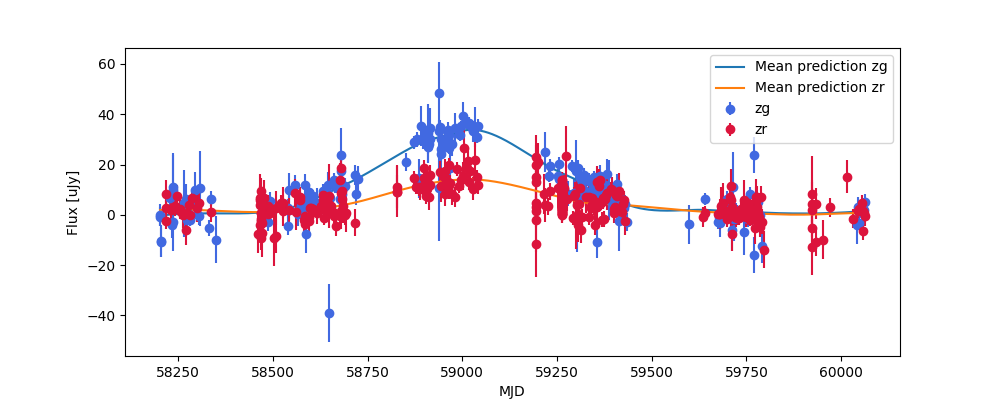 Flux [uJy]
60
40
20
0
−20
−40
58250
58500
58750
59000
59250
59500
59750
60000
MJD
Mean prediction zg
Mean prediction zr
zg
zr